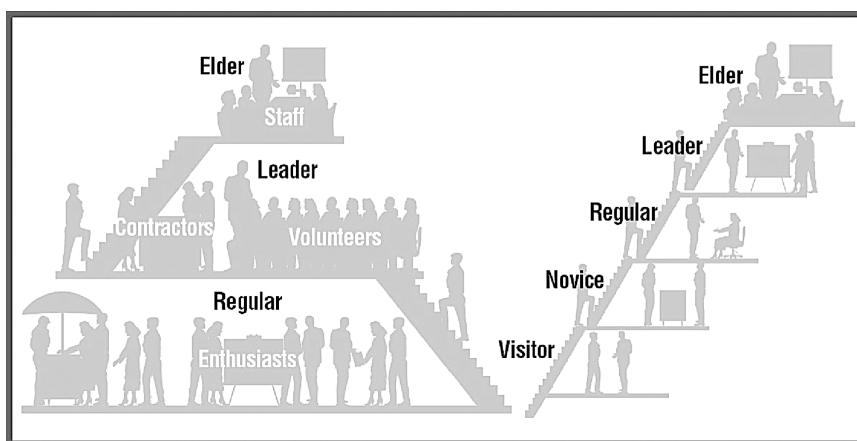 Elder
Staff
Leader
Contractors
Volunteers
Regular
Enthusiasts
Elder
Leader
Regular
Novice
Visitor